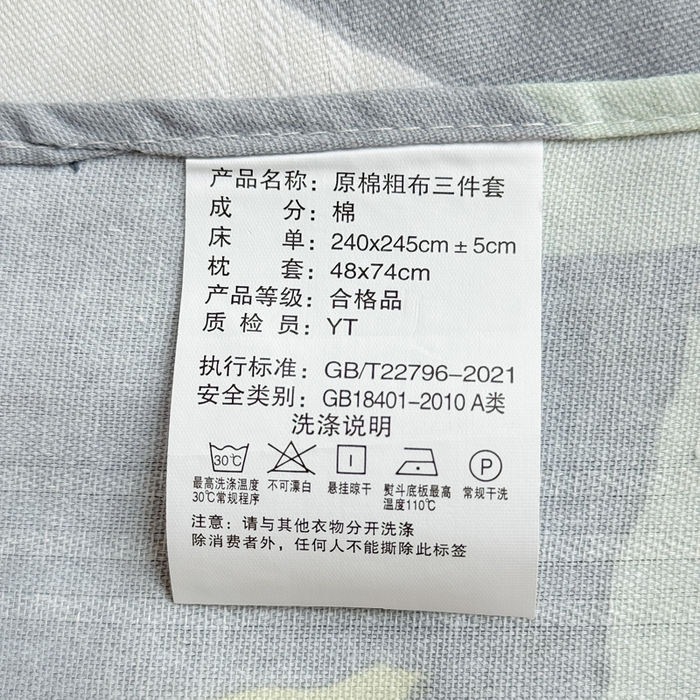 产品名称：原棉粗布三件套
成 分：棉
床 单：240x245cm±5cm
枕 套：48x74cm
产品等级：合格品
质 检 员：YT
执行标准：GB/T22796-2021
安全类别：GB18401-2010 A类
洗涤说明
30℃ P
最高洗涤温度 不可漂白 悬挂晾干 熨斗底板最高 常规干洗
30℃常规程序 温度110℃
注意：请与其他衣物分开洗涤
除消费者外，任何人不能撕除此标签